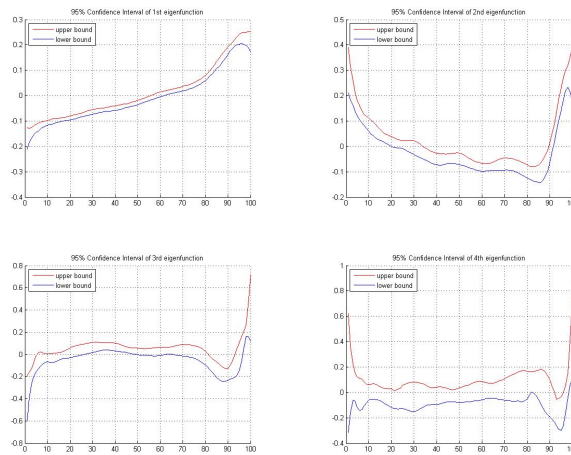 95% Confidence Interval of 1st eigenfunction
0.3
0.2
0.1
0
-0.1
-0.2
-0.3
-0.4
0 10 20 30 40 50 60 70 80 90 100
upper bound
lower bound
95% Confidence Interval of 2nd eigenfunction
0.5
0.4
0.3
0.2
0.1
0
-0.1
-0.2
0 10 20 30 40 50 60 70 80 90
upper bound
lower bound
95% Confidence Interval of 3rd eigenfunction
0.8
0.6
0.4
0.2
0
-0.2
-0.4
-0.6
-0.8
0 10 20 30 40 50 60 70 80 90 100
upper bound
lower bound
95% Confidence Interval of 4th eigenfunction
1
0.8
0.6
0.4
0.2
0
-0.2
-0.4
0 10 20 30 40 50 60 70 80 90
upper bound
lower bound